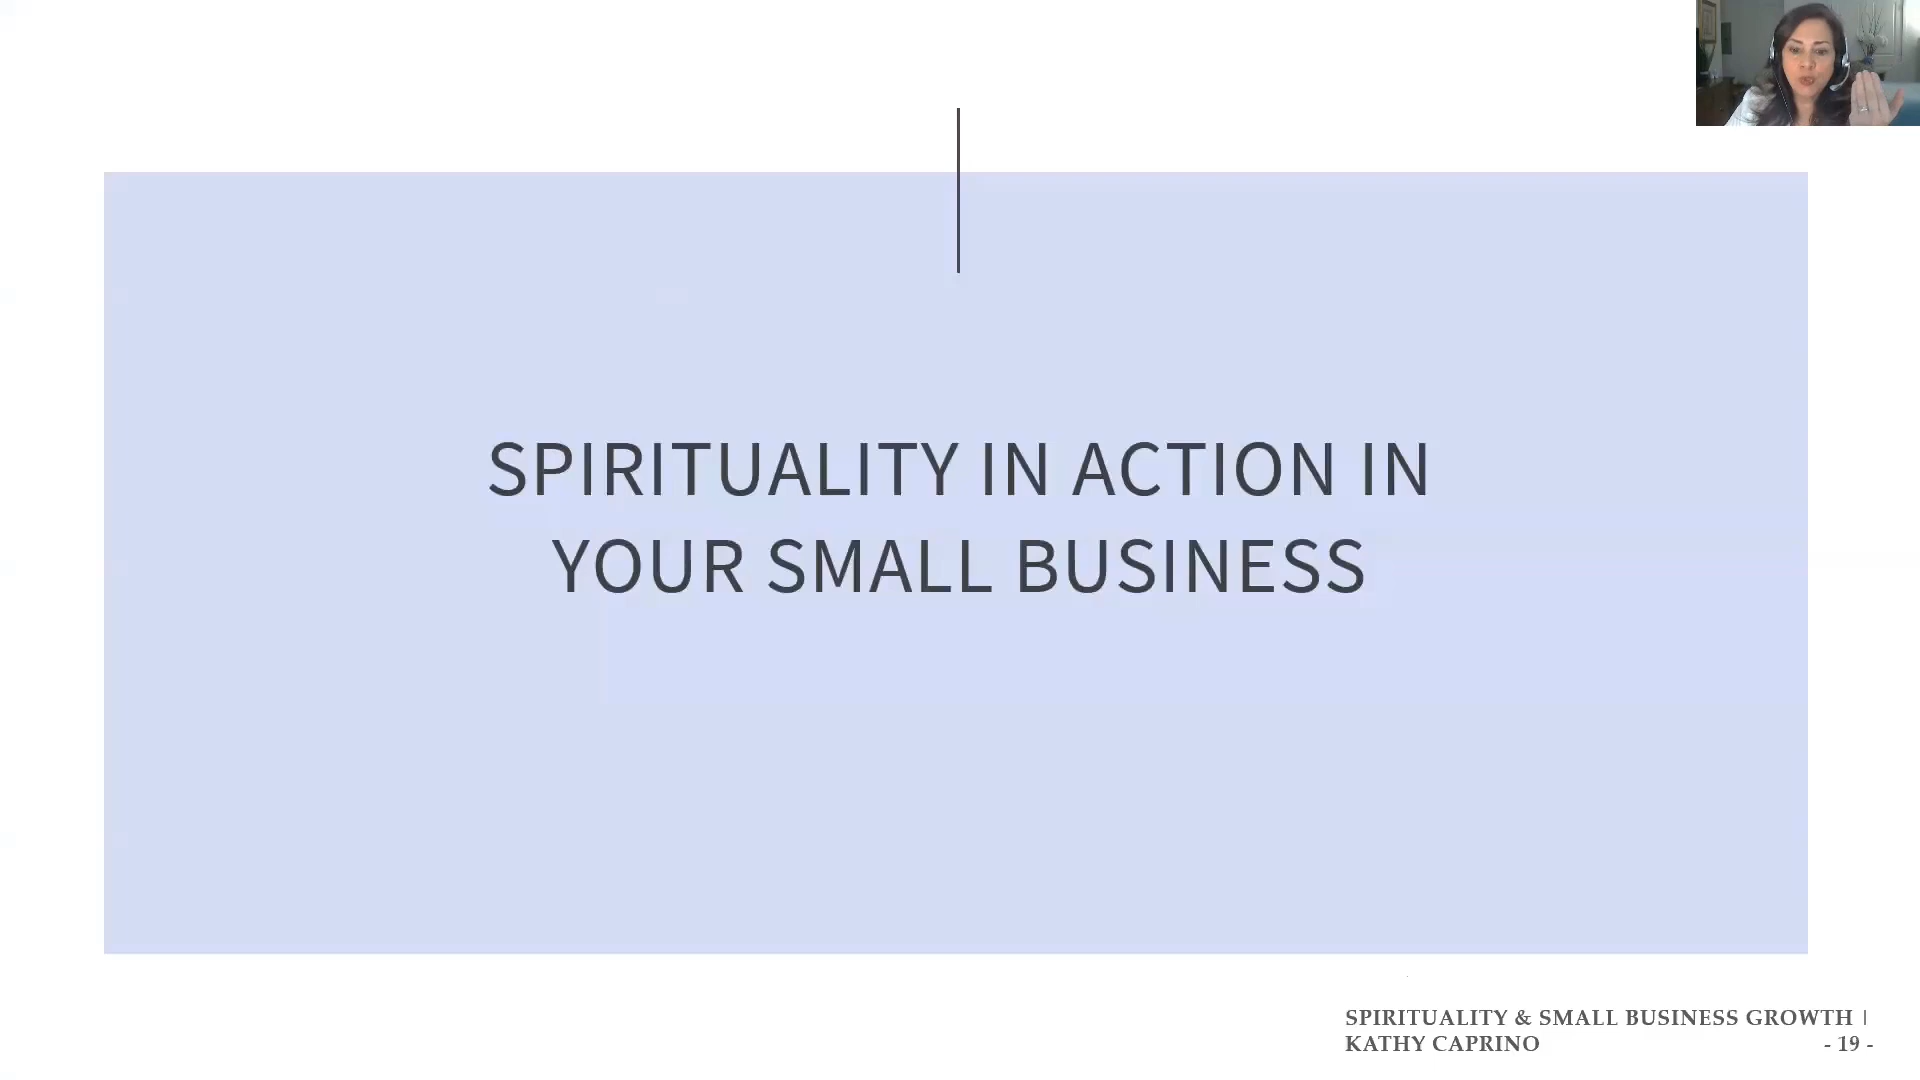 SPIRITUALITY IN ACTION IN
YOUR SMALL BUSINESS
SPIRITUALITY & SMALL BUSINESS GROWTH |
KATHY CAPRINO - 19 -